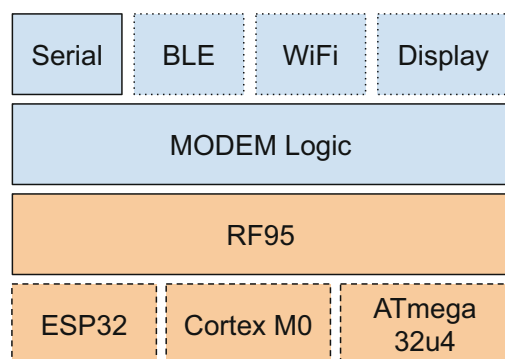 Serial
BLE
WiFi
Display
MODEM Logic
RF95
ESP32
Cortex M0
ATmega
32u4